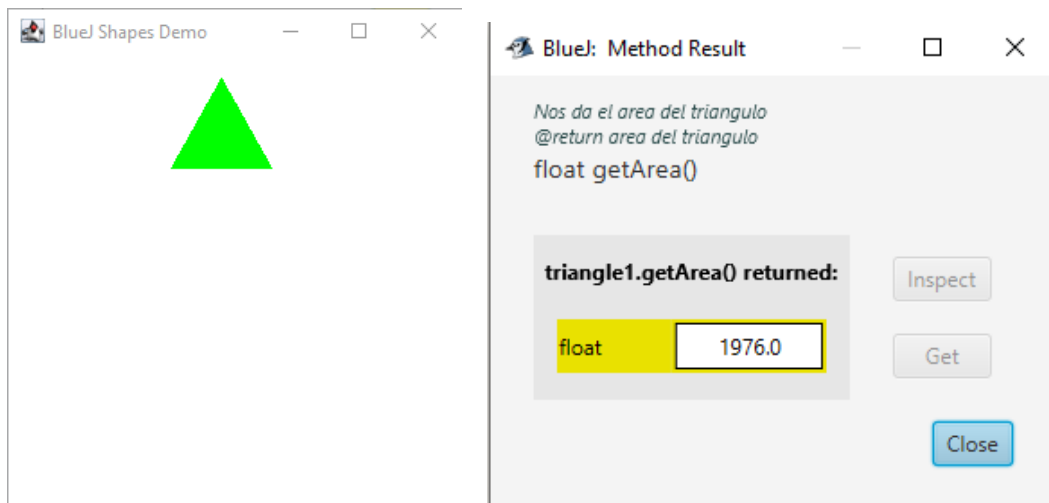 BlueJ Shapes Demo
BlueJ: Method Result
Nos da el area del triangulo
@return area del triangulo
float getArea()
triangle1.getArea() returned:
float
1976.0
Inspect
Get
Close